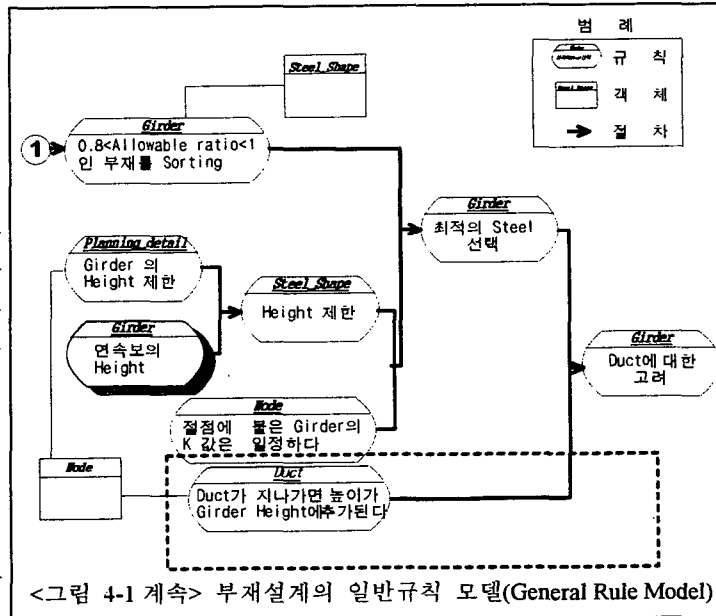 범 례
Rule
규 칙
Steel_Shape
객 체
절 차
Steel_Shape
Girder
1
0.8<Allowable ratio<1
인 부재를 Sorting
Girder
최적의 Steel
선택
Planning_detail
Girder 의
Height 제한
Steel_Shape
Height 제한
Girder
연속보의
Height
Girder
Duct에 대한
고려
Node
절점에 붙은 Girder의
K 값은 일정하다
Node
Duct
Duct가 지나가면 높이가
Girder Height에추가된다
<그림 4-1 계속> 부재설계의 일반규칙 모델(General Rule Model)